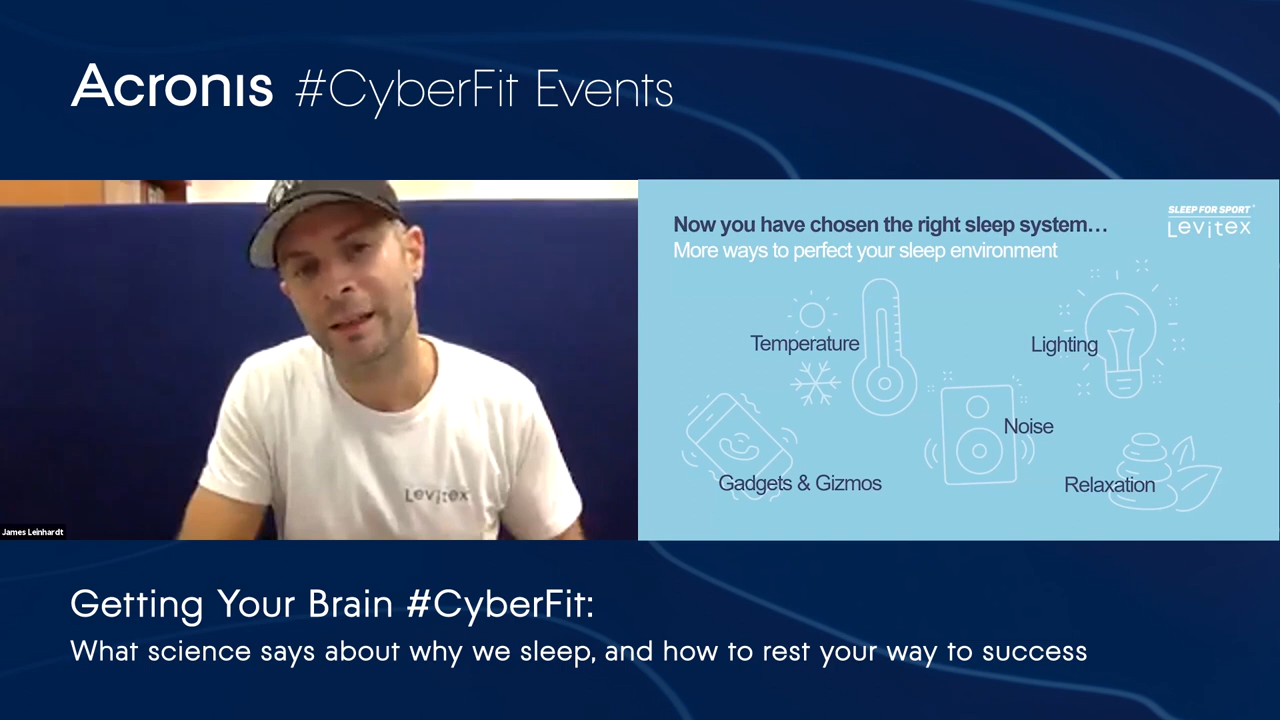 Acronis #CyberFit Events
Now you have chosen the right sleep system…
More ways to perfect your sleep environment
SLEEP FOR SPORT
Levitex
Temperature
Lighting
Noise
Gadgets & Gizmos
Relaxation
Levitex
James Leinhardt
Getting Your Brain #CyberFit:
What science says about why we sleep, and how to rest your way to success